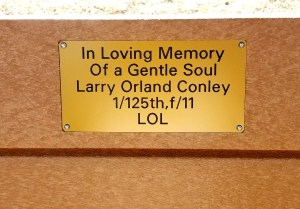 In Loving Memory
Of a Gentle Soul
Larry Orland Conley
1/125th,f/11
LOL